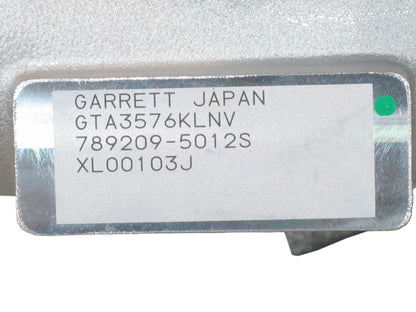 GARRETT JAPAN
GTA3576KLNV
789209-5012S
XL00103J